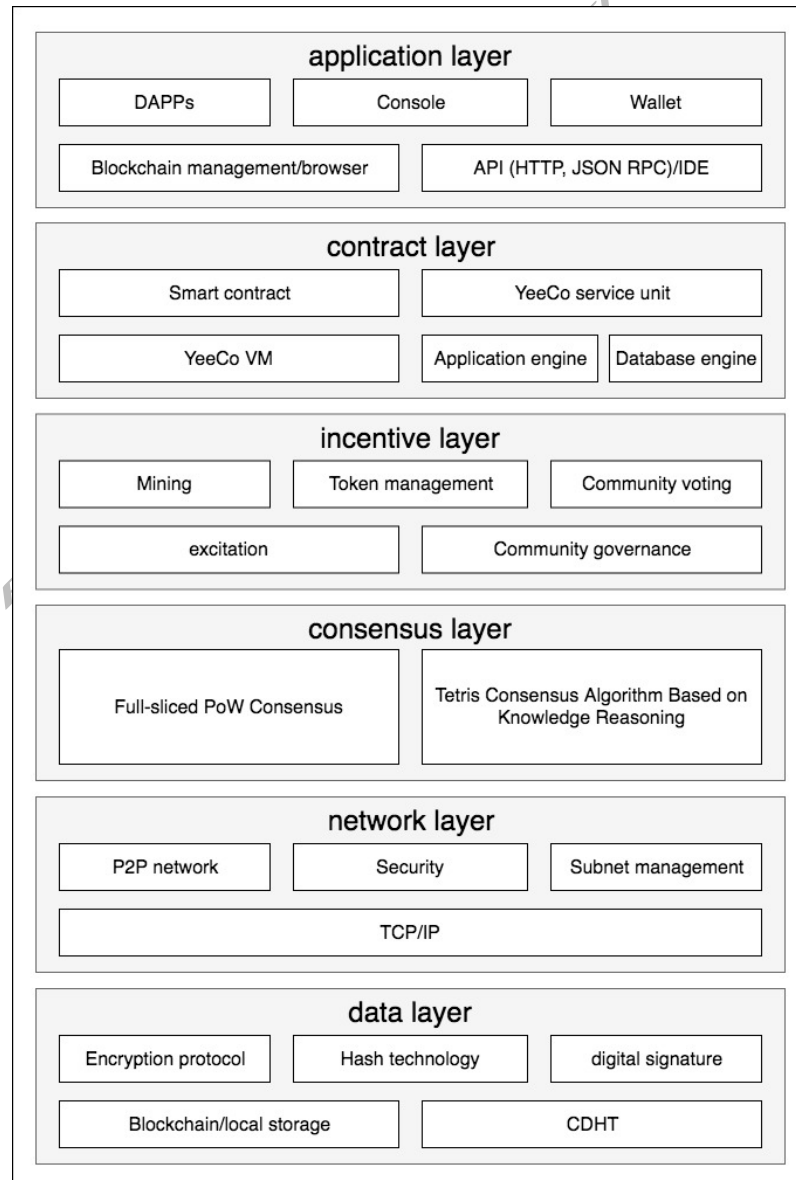 application layer
DAPPs
Console
Wallet
Blockchain management/browser
API (HTTP, JSON RPC)/IDE
contract layer
Smart contract
YeeCo service unit
YeeCo VM
Application engine
Database engine
incentive layer
Mining
Token management
Community voting
excitation
Community governance
consensus layer
Full-sliced PoW Consensus
Tetris Consensus Algorithm Based on
Knowledge Reasoning
network layer
P2P network
Security
Subnet management
TCP/IP
data layer
Encryption protocol
Hash technology
digital signature
Blockchain/local storage
CDHT